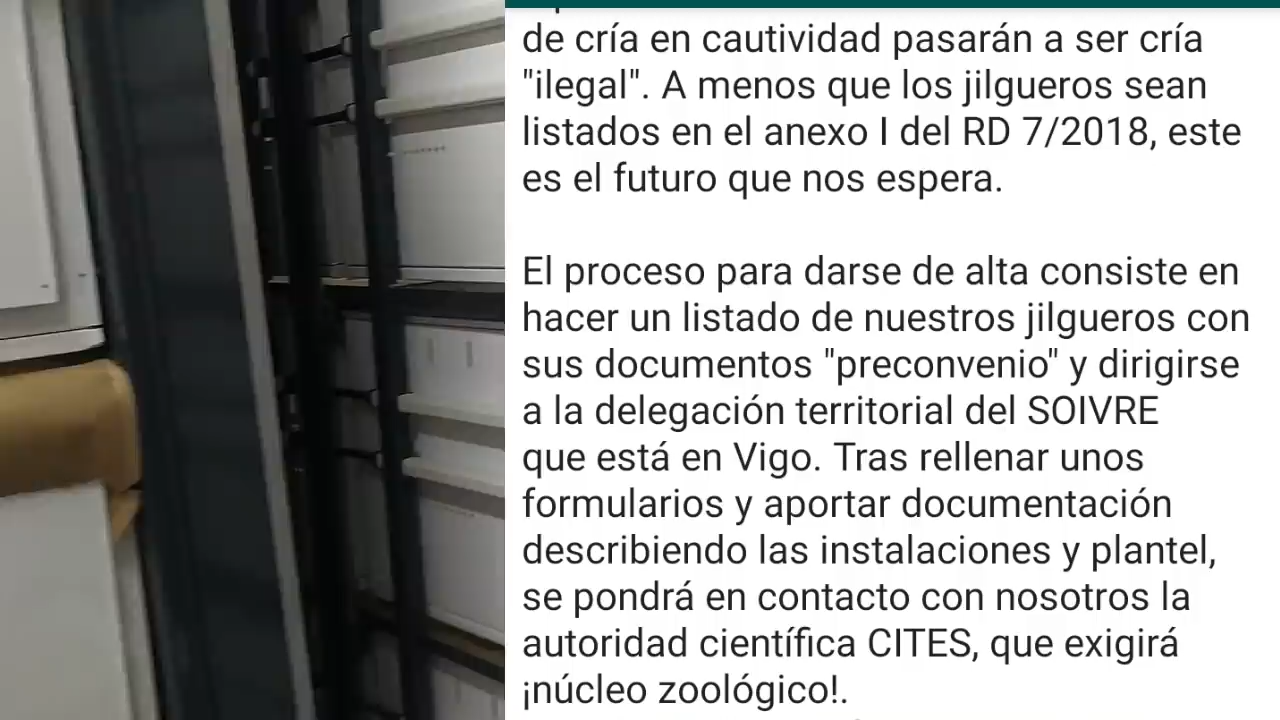 de cría en cautividad pasarán a ser cría
"ilegal". A menos que los jilgueros sean
listados en el anexo I del RD 7/2018, este
es el futuro que nos espera.
El proceso para darse de alta consiste en
hacer un listado de nuestros jilgueros con
sus documentos "preconvenio" y dirigirse
a la delegación territorial del SOIVRE
que está en Vigo. Tras rellenar unos
formularios y aportar documentación
describiendo las instalaciones y plantel,
se pondrá en contacto con nosotros la
autoridad científica CITES, que exigirá
¡núcleo zoológico!.